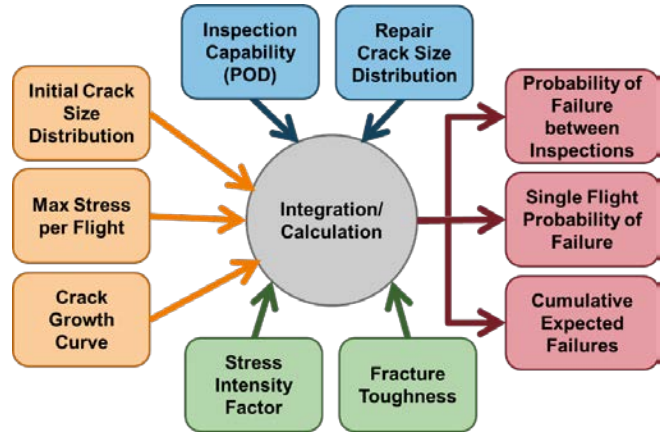 Inspection
Capability
(POD)
Repair
Crack Size
Distribution
Initial Crack
Size
Distribution
Max Stress
per Flight
Crack
Growth
Curve
Integration/
Calculation
Stress
Intensity
Factor
Fracture
Toughness
Probability of
Failure
between
Inspections
Single Flight
Probability of
Failure
Cumulative
Expected
Failures